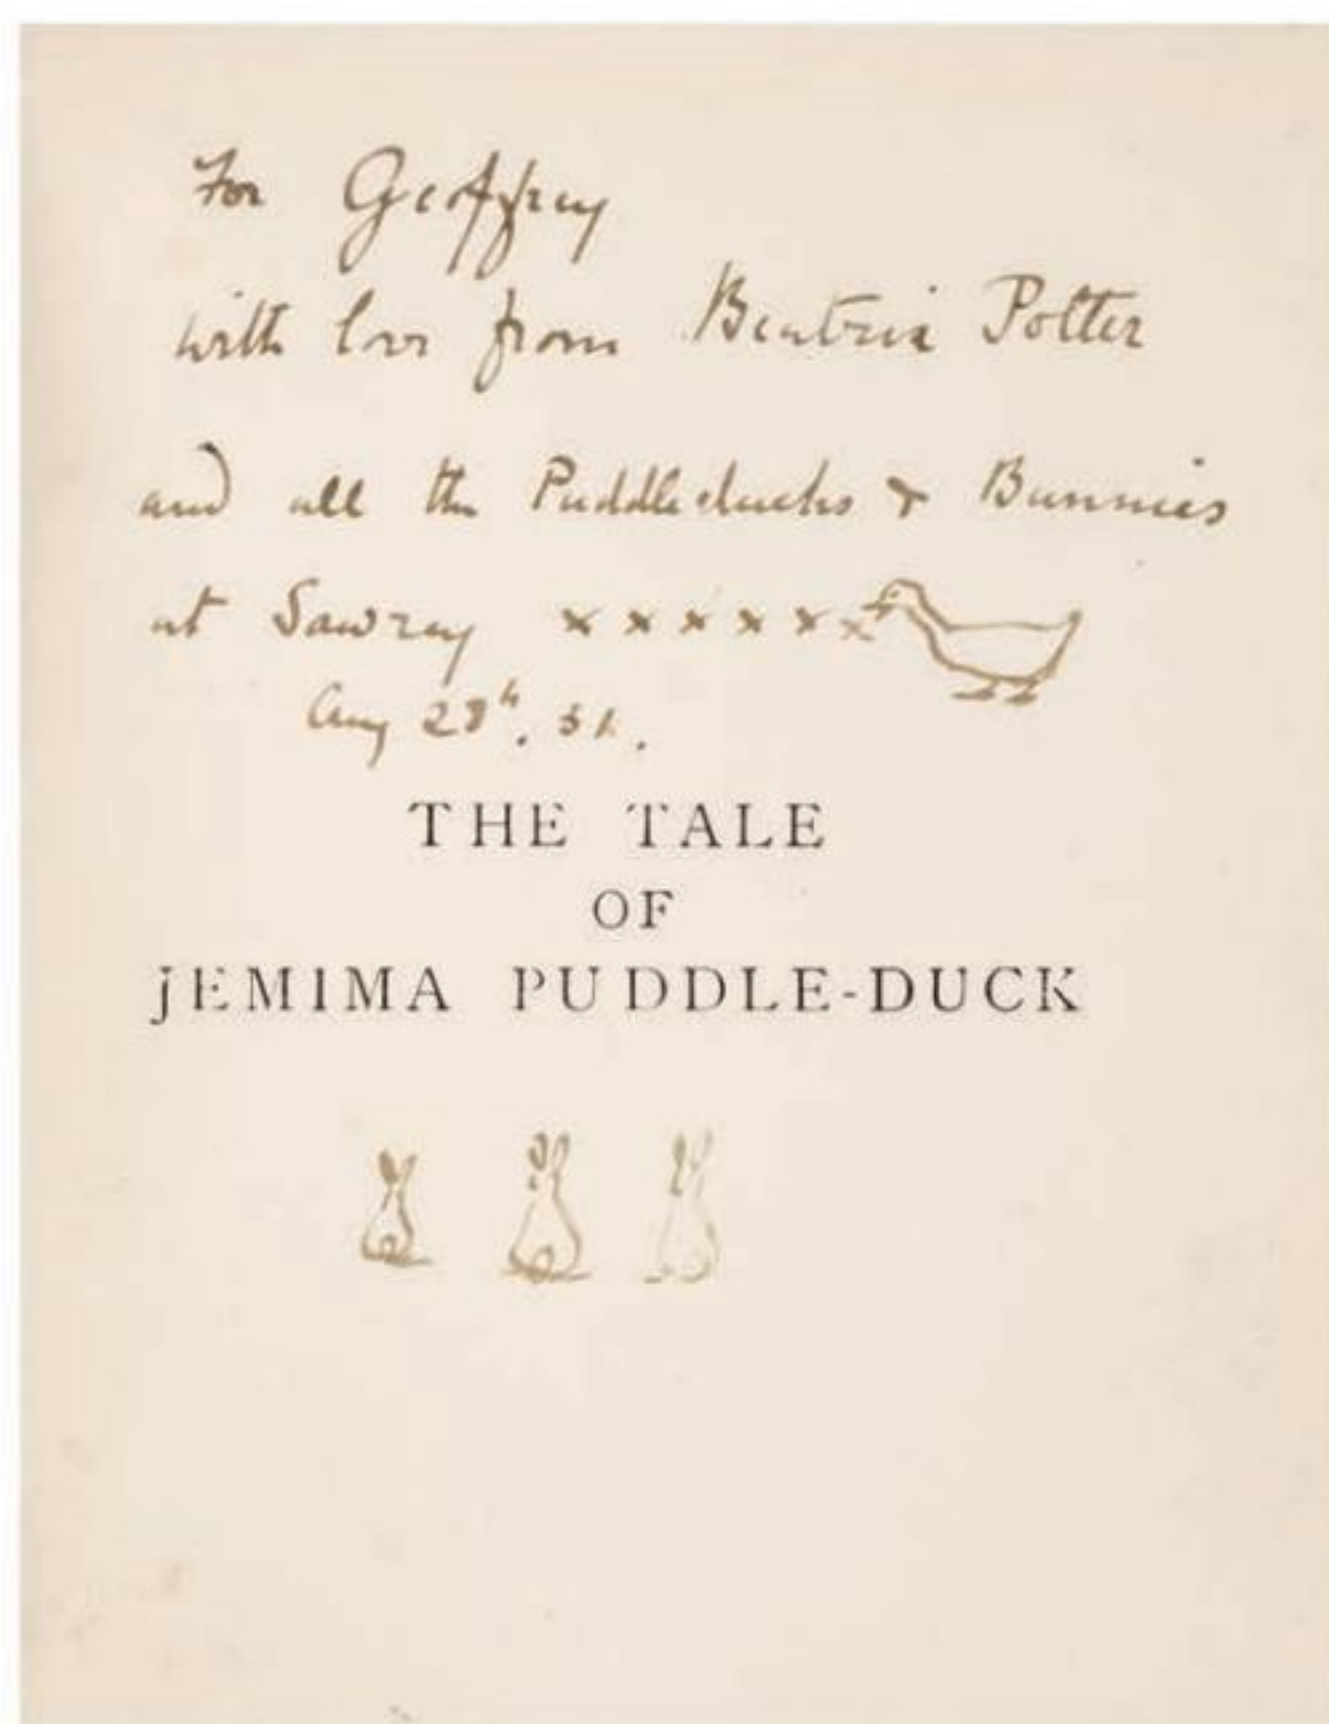 For Geoffrey
with love from Beatrix Potter
and all the Puddleducks & Bunnies
at Sawrey x x x x x x
Aug 28th. 31.
THE TALE
OF
JEMIMA PUDDLE-DUCK